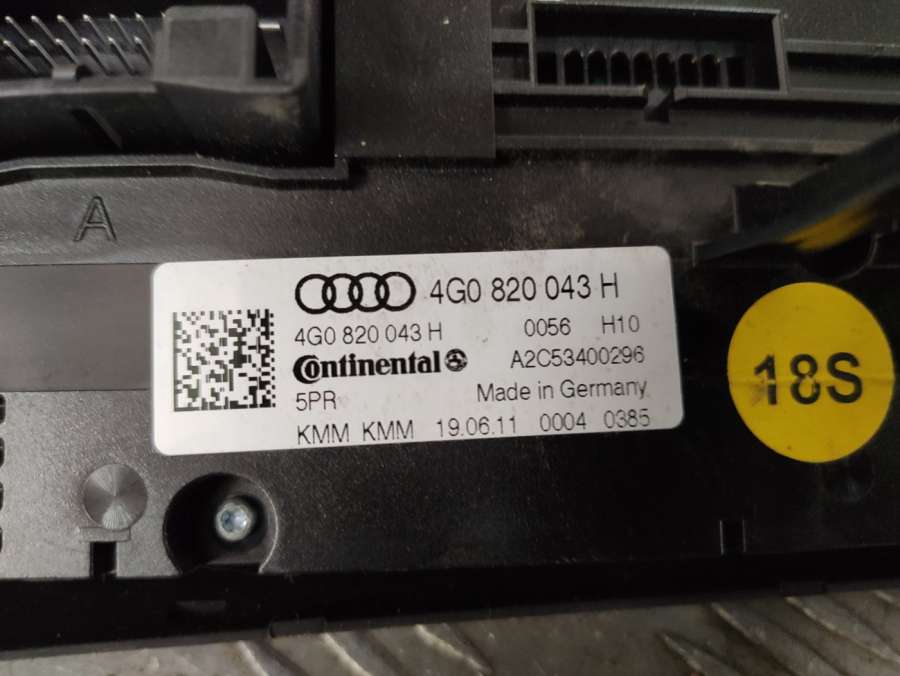 A
4G0 820 043 H
4G0 820 043 H 0056 H10
Continental A2C53400296
5PR Made in Germany
KMM KMM 19.06.11 0004 0385
18S